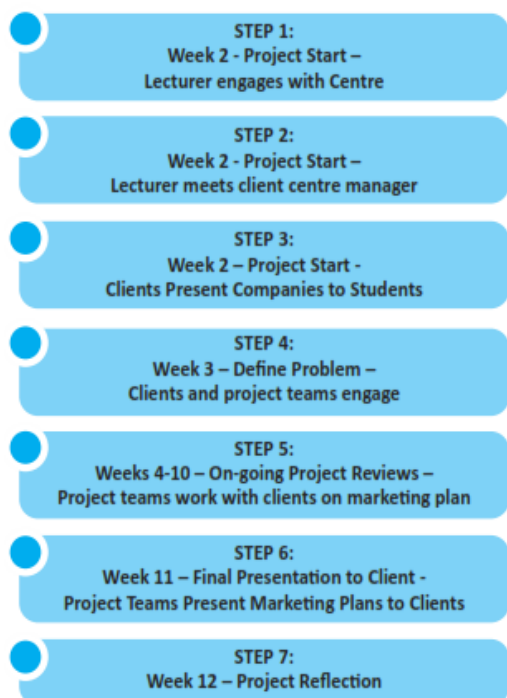 STEP 1:
Week 2 - Project Start –
Lecturer engages with Centre
STEP 2:
Week 2 - Project Start –
Lecturer meets client centre manager
STEP 3:
Week 2 – Project Start -
Clients Present Companies to Students
STEP 4:
Week 3 – Define Problem –
Clients and project teams engage
STEP 5:
Weeks 4-10 – On-going Project Reviews –
Project teams work with clients on marketing plan
STEP 6:
Week 11 – Final Presentation to Client -
Project Teams Present Marketing Plans to Clients
STEP 7:
Week 12 – Project Reflection